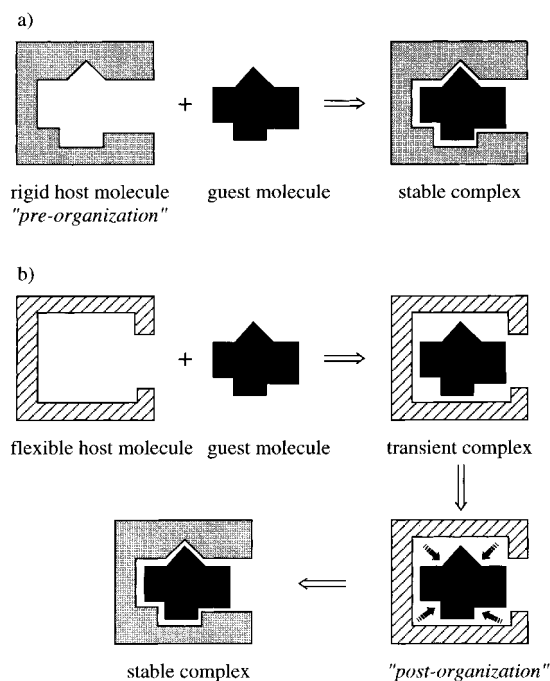 a)
+
rigid host molecule
"pre-organization"
guest molecule
stable complex
b)
+
flexible host molecule
guest molecule
transient complex
stable complex
"post-organization"